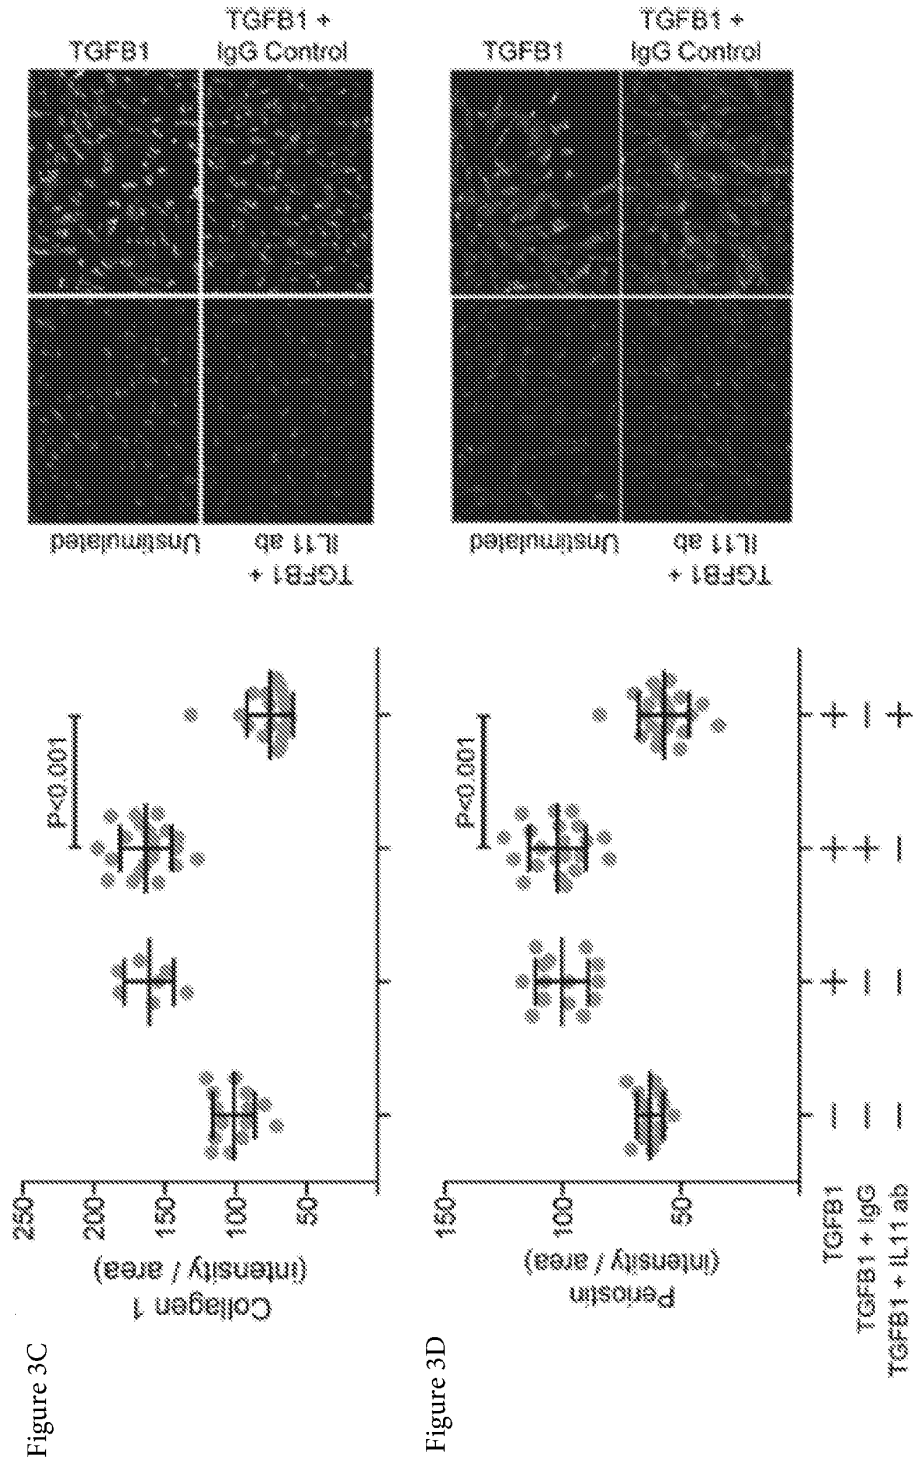 Figure 3C
Collagen 1
(intensity / area)
250
200
150
100
50
P<0.001
Unstimulated
TGFB1 +
IL11 ab
TGFB1
TGFB1 +
IgG Control
Figure 3D
Periostin
(intensity / area)
150
100
50
P<0.001
TGFB1 − + + +
TGFB1 + IgG − − + −
TGFB1 + IL11 ab − − − +
Unstimulated
TGFB1 +
IL11 ab
TGFB1
TGFB1 +
IgG Control